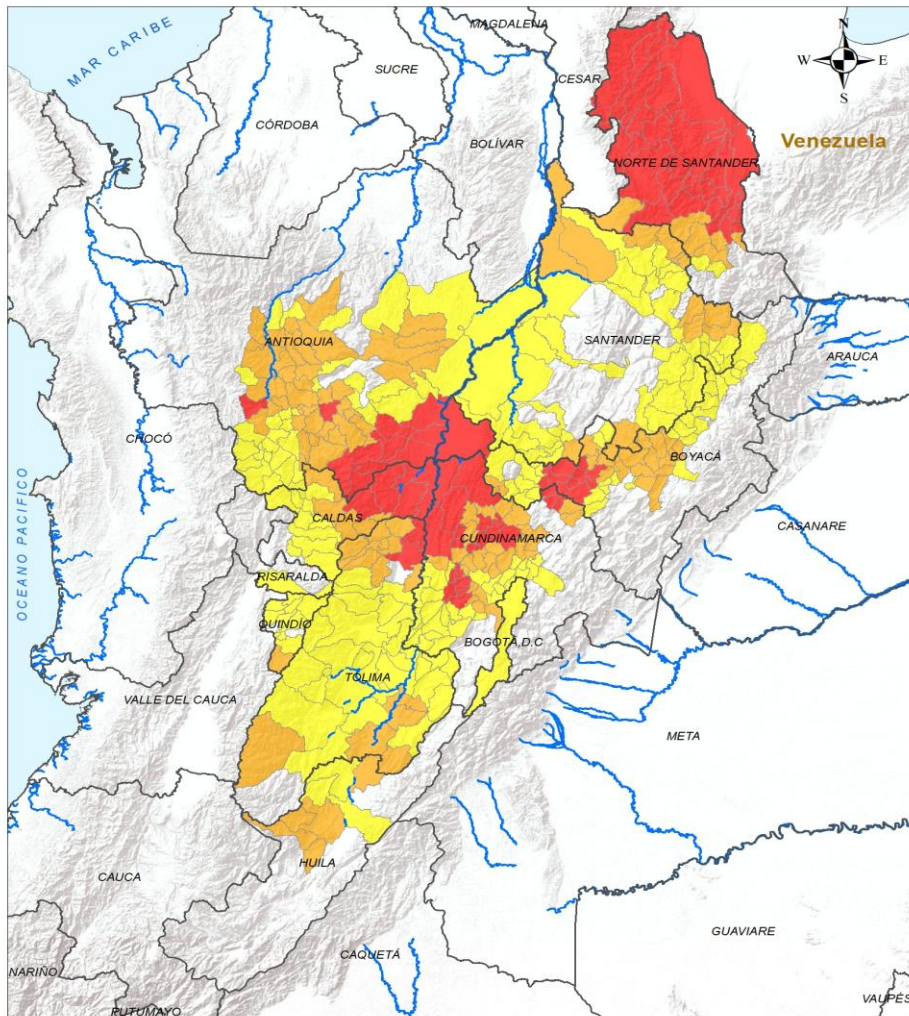 MAR CARIBE
MAGDALENA
N
W
E
S
SUCRE
CESAR
CÓRDOBA
BOLÍVAR
Venezuela
NORTE DE SANTANDER
ANTIOQUIA
SANTANDER
ARAUCA
CHOCÓ
BOYACA
OCEANO PACIFICO
CALDAS
CUNDINAMARCA
CASANARE
RISARALDA
QUINDÍO
BOGOTÁ, D.C
TOLIMA
VALLE DEL CAUCA
META
HUILA
CAUCA
GUAVIARE
CAQUETÁ
NARIÑO
VAUPÉS
PUTUMAYO